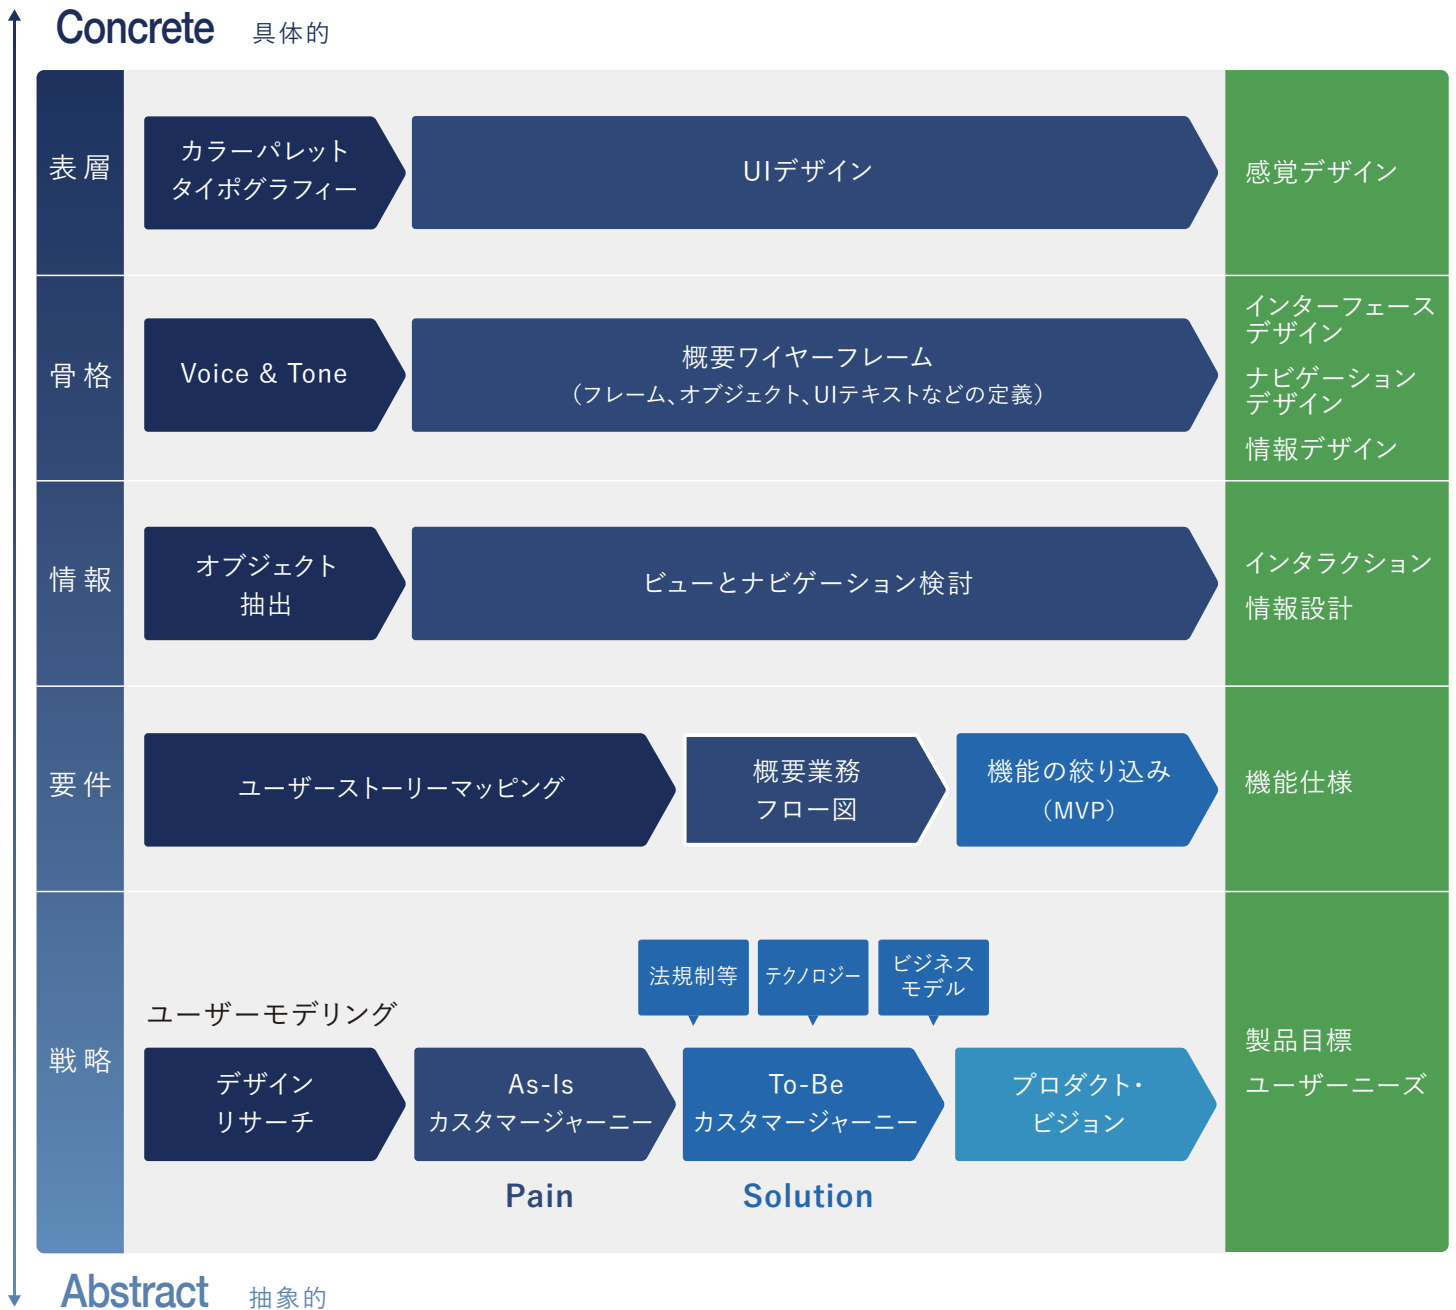 Concrete 具体的
表層
カラーパレット
タイポグラフィー
UIデザイン
感覚デザイン
骨格
Voice & Tone
概要ワイヤーフレーム
（フレーム、オブジェクト、UIテキストなどの定義）
インターフェース
デザイン
ナビゲーション
デザイン
情報デザイン
情報
オブジェクト
抽出
ビューとナビゲーション検討
インタラクション
情報設計
要件
ユーザーストーリーマッピング
概要業務
フロー図
機能の絞り込み
（MVP）
機能仕様
戦略
法規制等
テクノロジー
ビジネス
モデル
ユーザーモデリング
デザイン
リサーチ
As-Is
カスタマージャーニー
To-Be
カスタマージャーニー
プロダクト・
ビジョン
製品目標
ユーザーニーズ
Pain
Solution
Abstract 抽象的